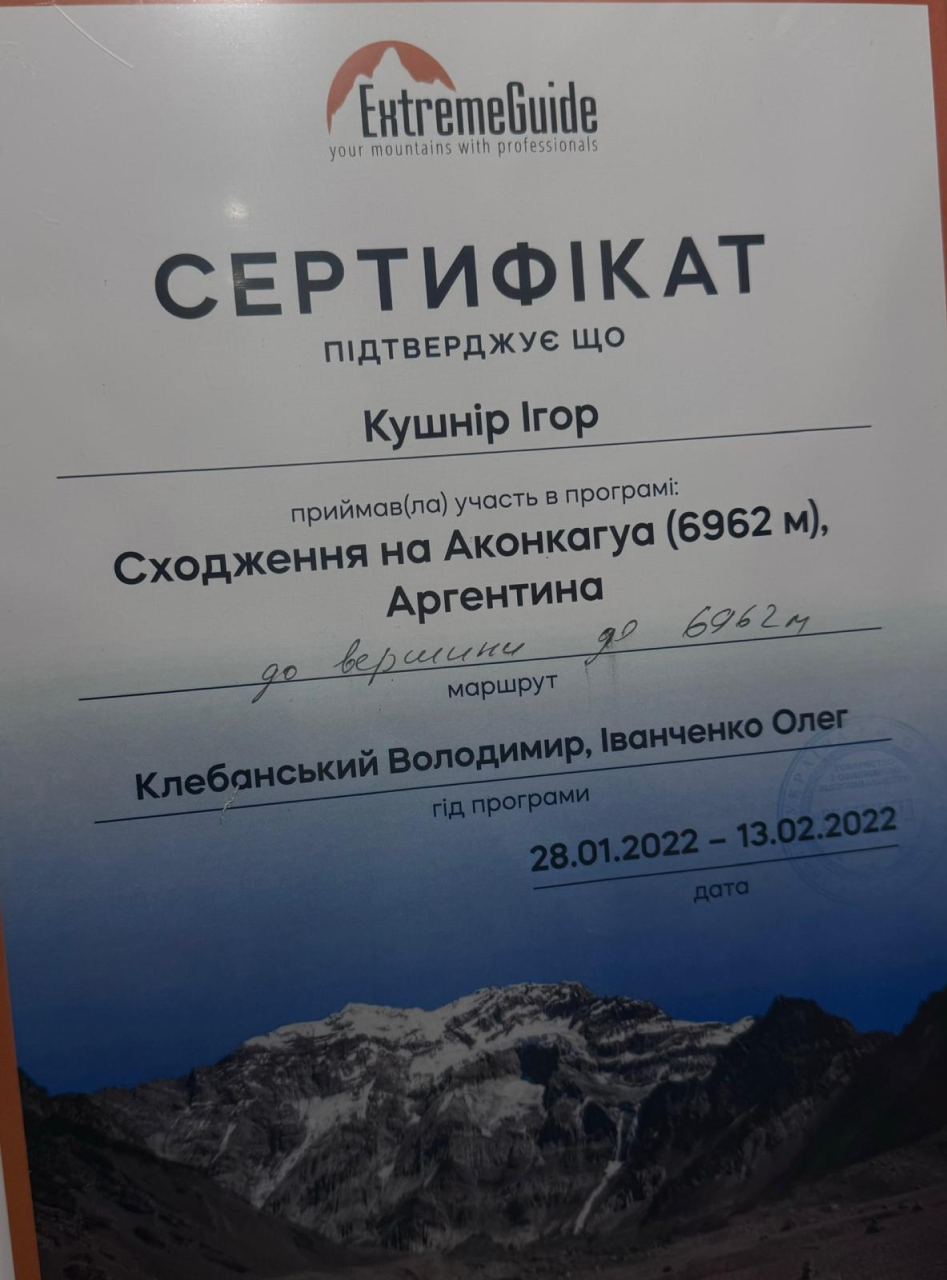 ExtremeGuide
your mountains with professionals
СЕРТИФІКАТ
ПІДТВЕРДЖУЄ ЩО
Кушнір Ігор
приймав(ла) участь в програмі:
Сходження на Аконкагуа (6962 м),
Аргентина
до вершини до 6962м
маршрут
Клебанський Володимир, Іванченко Олег
гід програми
28.01.2022 – 13.02.2022
дата